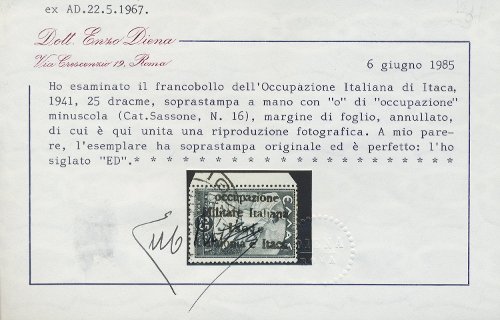 ex AD.22.5.1967.
Dott. Enzo Diena
Via Crescenzio 19. Roma
6 giugno 1985
Ho esaminato il francobollo dell'Occupazione Italiana di Itaca,
1941, 25 dracme, soprastampa a mano con "o" di "occupazione"
minuscola (Cat.Sassone, N. 16), margine di foglio, annullato,
di cui è qui unita una riproduzione fotografica. A mio pare-
re, l'esemplare ha soprastampa originale ed è perfetto: l'ho
siglato "ED". * * * * * * * * * * * * * * * * * * * *
occupazione
Militare Italiana
e Itaca